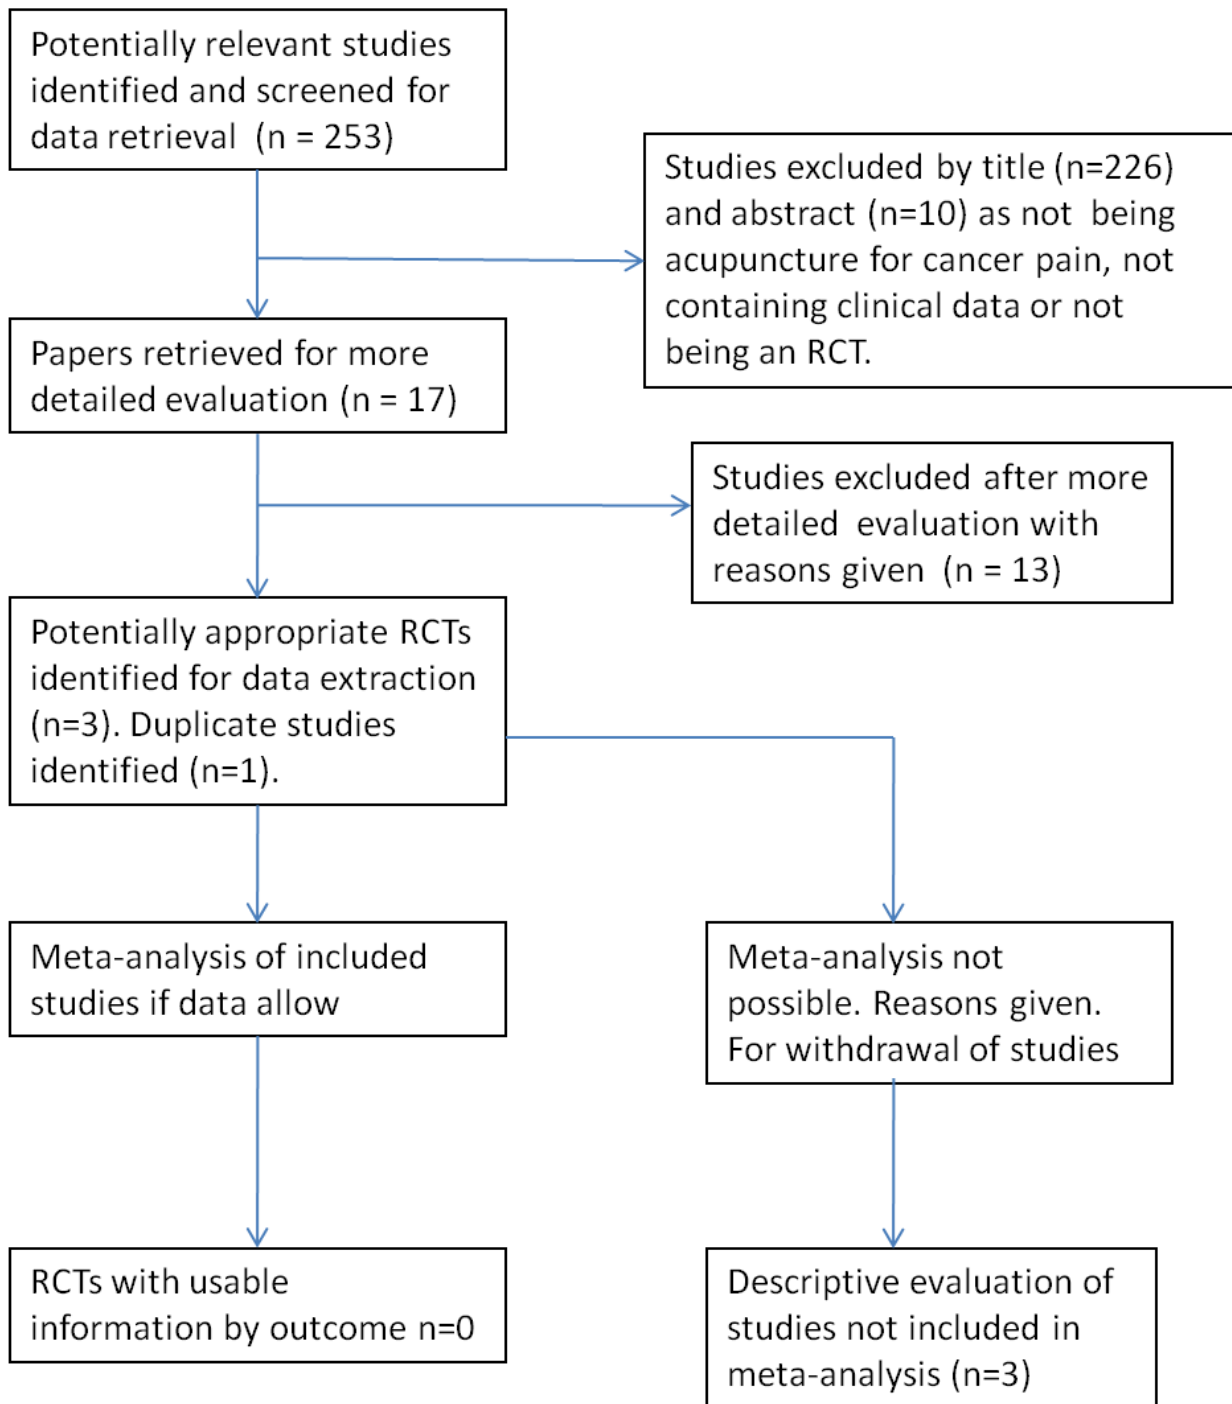 Potentially relevant studies
identified and screened for
data retrieval  (n = 253)
Studies excluded by title (n=226)
and abstract (n=10) as not  being
acupuncture for cancer pain, not
containing clinical data or not
being an RCT.
Papers retrieved for more
detailed evaluation (n = 17)
Studies excluded after more
detailed  evaluation with
reasons given  (n = 13)
Potentially appropriate RCTs
identified for data extraction
(n=3). Duplicate studies
identified (n=1).
Meta-analysis of included
studies if data allow
Meta-analysis not
possible. Reasons given.
For withdrawal of studies
RCTs with usable
information by outcome n=0
Descriptive evaluation of
studies not included in
meta-analysis (n=3)